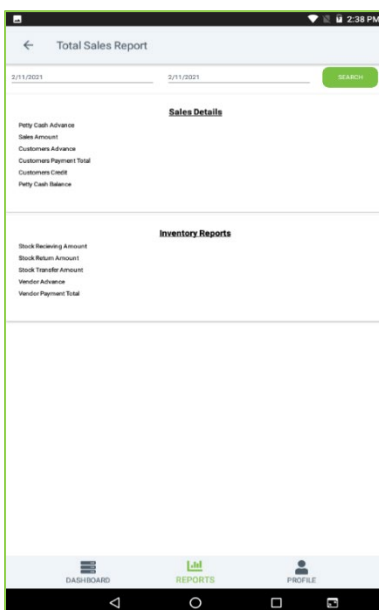 2:38 PM
Total Sales Report
2/11/2021 2/11/2021 SEARCH
Sales Details
Petty Cash Advance
Sales Amount
Customers Advance
Customers Payment Total
Customers Credit
Petty Cash Balance
Inventory Reports
Stock Recieving Amount
Stock Return Amount
Stock Transfer Amount
Vendor Advance
Vendor Payment Total
DASHBOARD REPORTS PROFILE